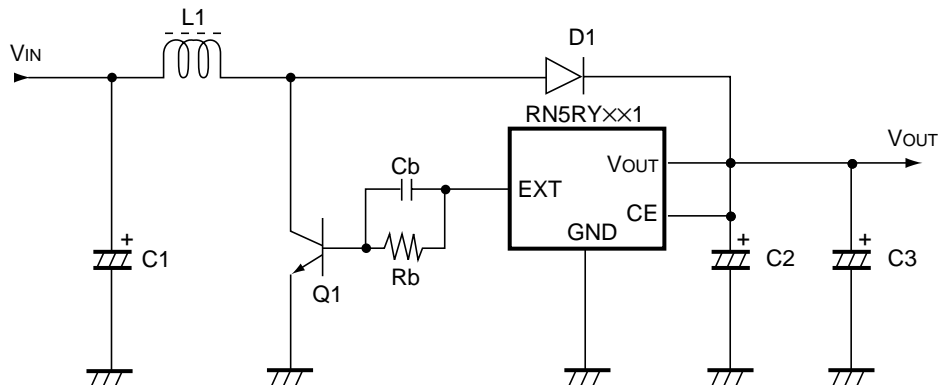 L1
VIN
D1
RN5RY××1
VOUT
VOUT
Cb
EXT
CE
GND
C1
Rb
Q1
C2
C3
+
+
+